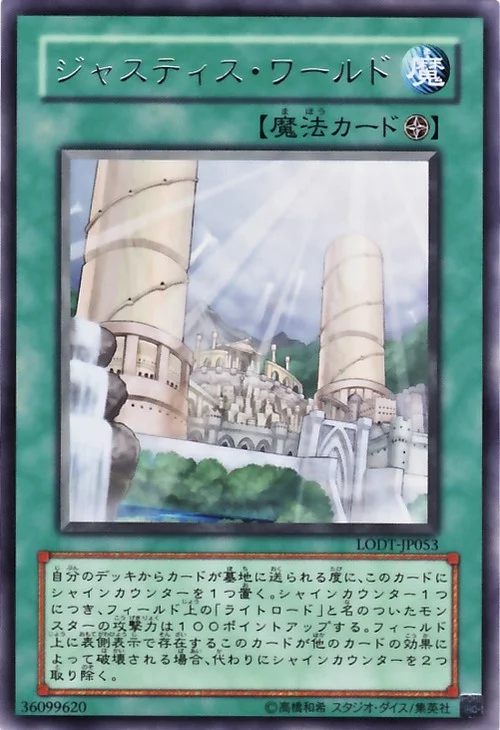 ジャスティス・ワールド
魔
【魔法カード】
LODT-JP053
自分のデッキからカードが墓地に送られる度に、このカードに
シャインカウンターを1つ置く。シャインカウンター1つ
につき、フィールド上の「ライトロード」と名のついたモン
スターの攻撃力は100ポイントアップする。フィールド
上に表側表示で存在するこのカードが他のカードの効果に
よって破壊される場合、代わりにシャインカウンターを2つ
取り除く。
36099620
©高橋和希 スタジオ・ダイス/集英社